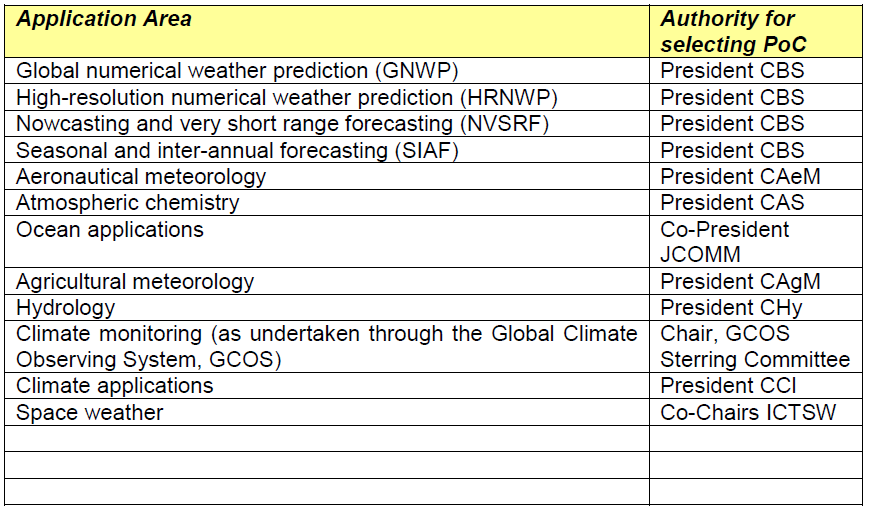 Application Area
Authority for
selecting PoC
Global numerical weather prediction (GNWP)
President CBS
High-resolution numerical weather prediction (HRNWP)
President CBS
Nowcasting and very short range forecasting (NVSRF)
President CBS
Seasonal and inter-annual forecasting (SIAF)
President CBS
Aeronautical meteorology
President CAeM
Atmospheric chemistry
President CAS
Ocean applications
Co-President
JCOMM
Agricultural meteorology
President CAgM
Hydrology
President CHy
Climate monitoring (as undertaken through the Global Climate
Observing System, GCOS)
Chair, GCOS
Sterring Committee
Climate applications
President CCl
Space weather
Co-Chairs ICTSW